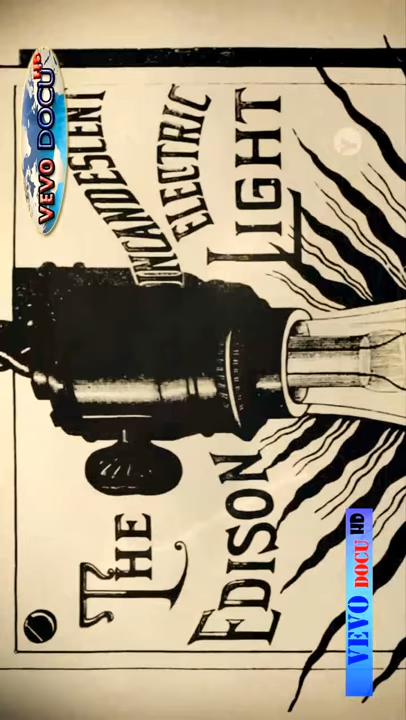 THE
EDISON
INCANDESCENT
ELECTRIC
LIGHT
VEVO DOCU HD
VEVO DOCU HD